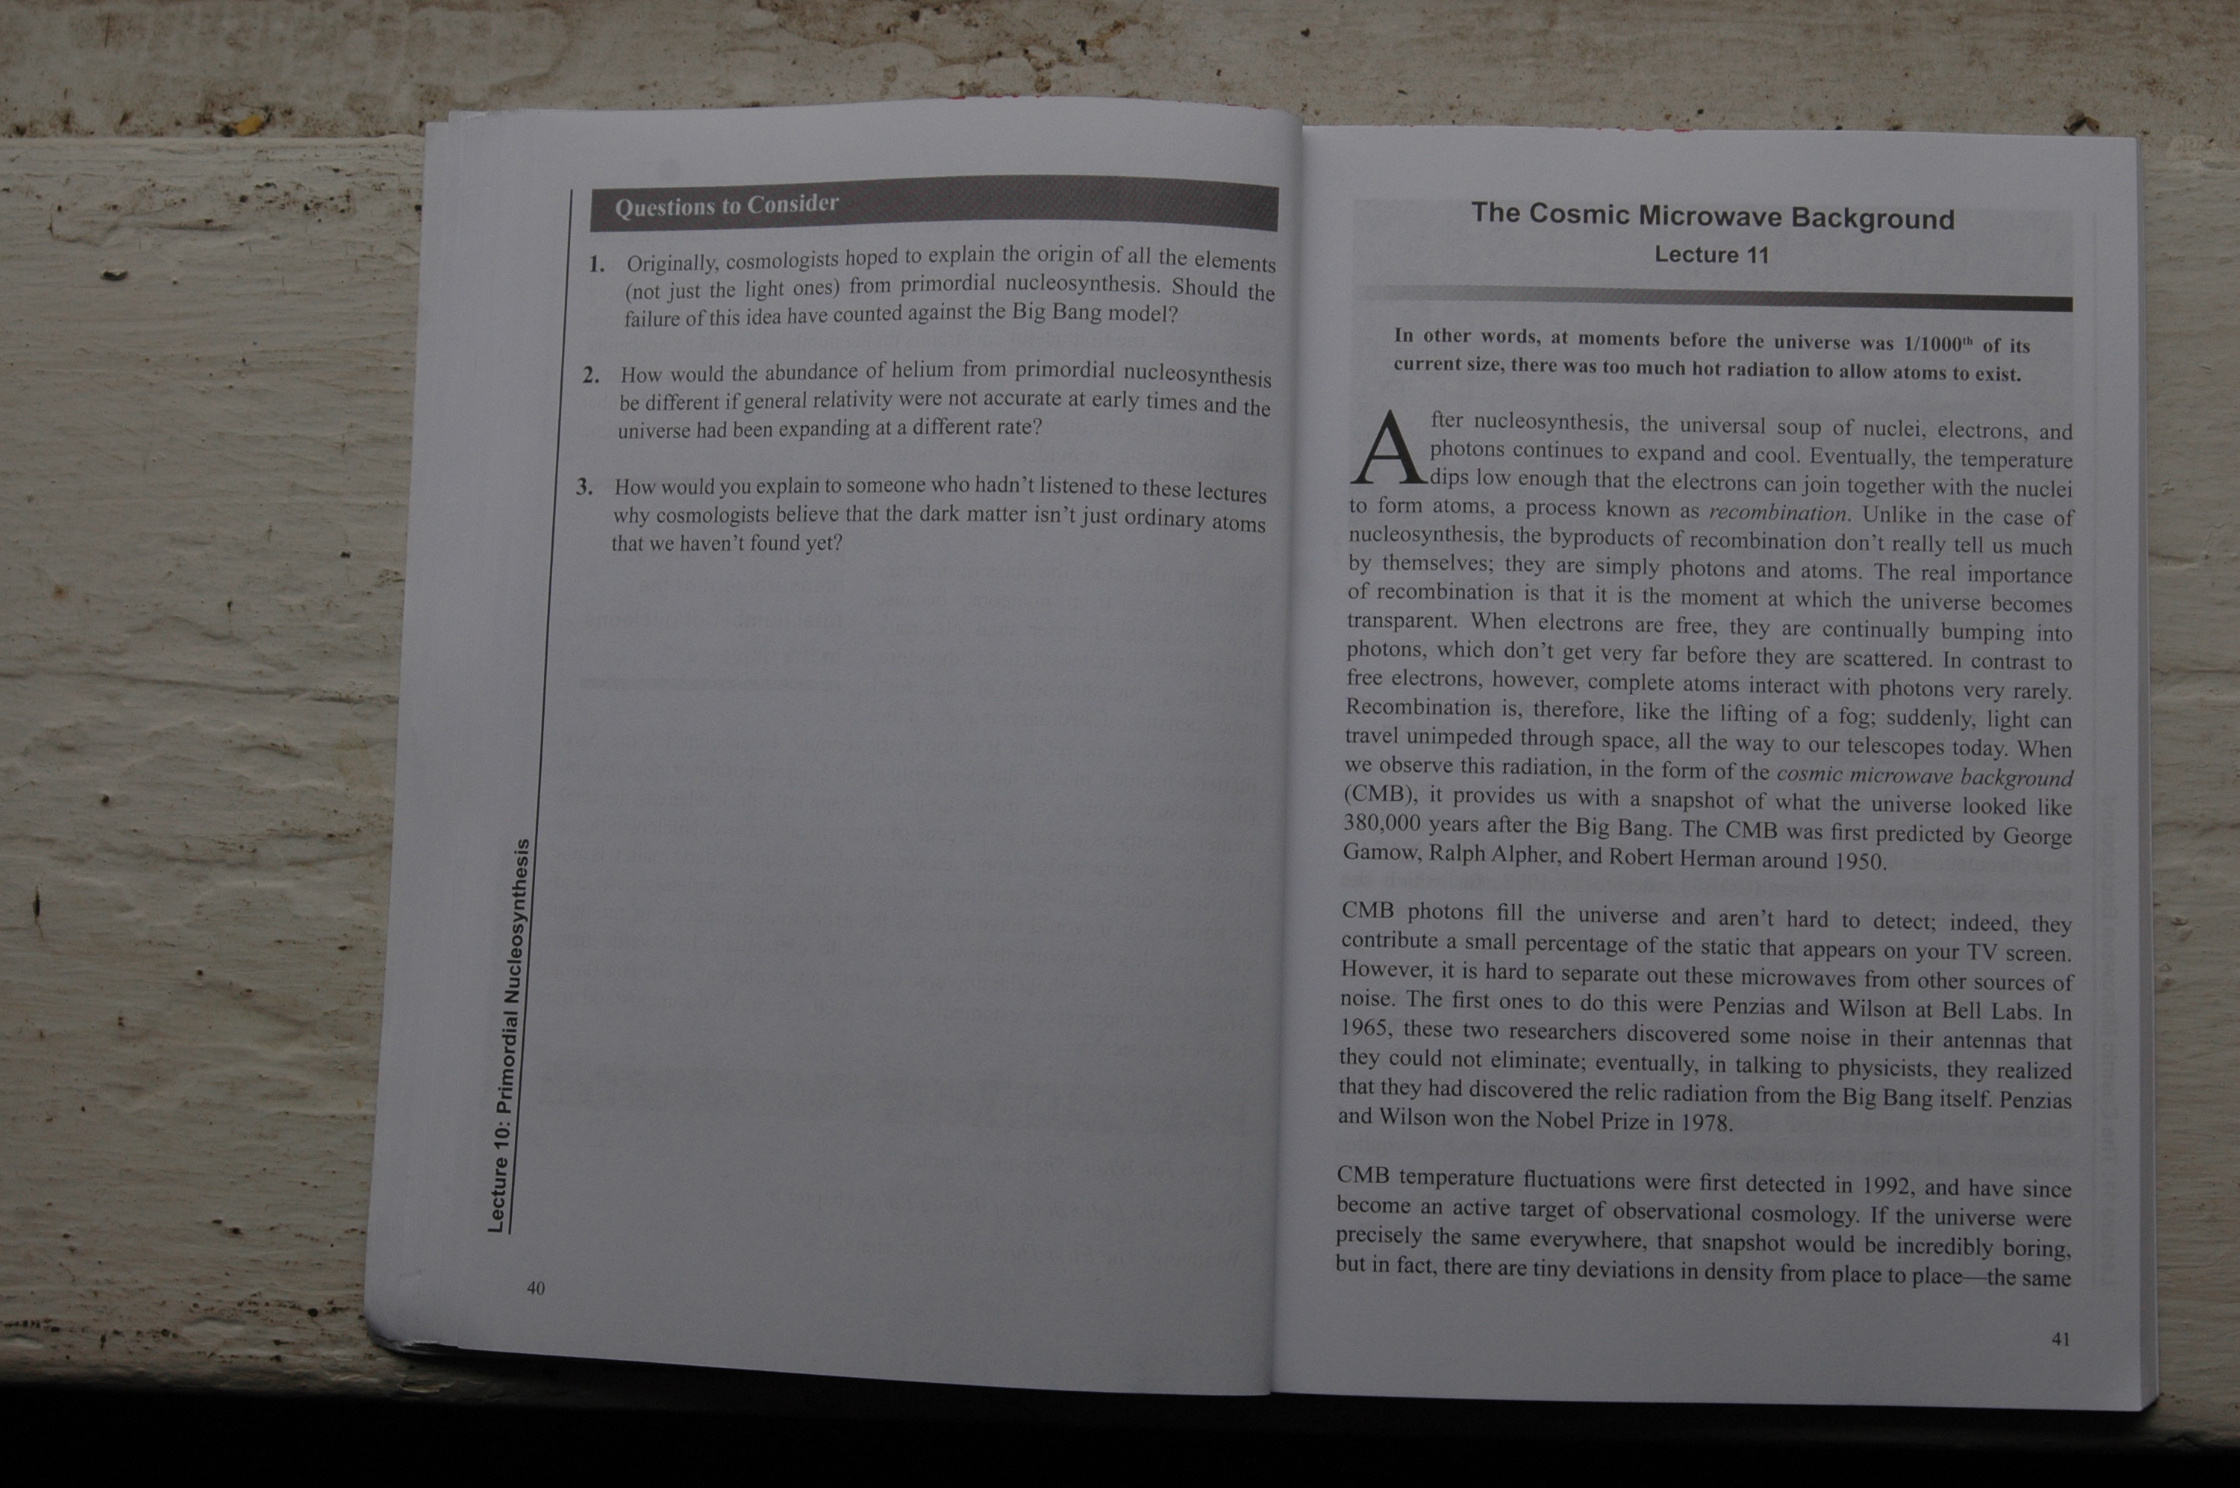 Questions to Consider
1. Originally, cosmologists hoped to explain the origin of all the elements
(not just the light ones) from primordial nucleosynthesis. Should the
failure of this idea have counted against the Big Bang model?
2. How would the abundance of helium from primordial nucleosynthesis
be different if general relativity were not accurate at early times and the
universe had been expanding at a different rate?
3. How would you explain to someone who hadn't listened to these lectures
why cosmologists believe that the dark matter isn't just ordinary atoms
that we haven't found yet?
Lecture 10: Primordial Nucleosynthesis
40
The Cosmic Microwave Background
Lecture 11
In other words, at moments before the universe was 1/1000th of its
current size, there was too much hot radiation to allow atoms to exist.
After nucleosynthesis, the universal soup of nuclei, electrons, and
photons continues to expand and cool. Eventually, the temperature
dips low enough that the electrons can join together with the nuclei
to form atoms, a process known as recombination. Unlike in the case of
nucleosynthesis, the byproducts of recombination don't really tell us much
by themselves; they are simply photons and atoms. The real importance
of recombination is that it is the moment at which the universe becomes
transparent. When electrons are free, they are continually bumping into
photons, which don't get very far before they are scattered. In contrast to
free electrons, however, complete atoms interact with photons very rarely.
Recombination is, therefore, like the lifting of a fog; suddenly, light can
travel unimpeded through space, all the way to our telescopes today. When
we observe this radiation, in the form of the cosmic microwave background
(CMB), it provides us with a snapshot of what the universe looked like
380,000 years after the Big Bang. The CMB was first predicted by George
Gamow, Ralph Alpher, and Robert Herman around 1950.
CMB photons fill the universe and aren't hard to detect; indeed, they
contribute a small percentage of the static that appears on your TV screen.
However, it is hard to separate out these microwaves from other sources of
noise. The first ones to do this were Penzias and Wilson at Bell Labs. In
1965, these two researchers discovered some noise in their antennas that
they could not eliminate; eventually, in talking to physicists, they realized
that they had discovered the relic radiation from the Big Bang itself. Penzias
and Wilson won the Nobel Prize in 1978.
CMB temperature fluctuations were first detected in 1992, and have since
become an active target of observational cosmology. If the universe were
precisely the same everywhere, that snapshot would be incredibly boring,
but in fact, there are tiny deviations in density from place to place—the same
41